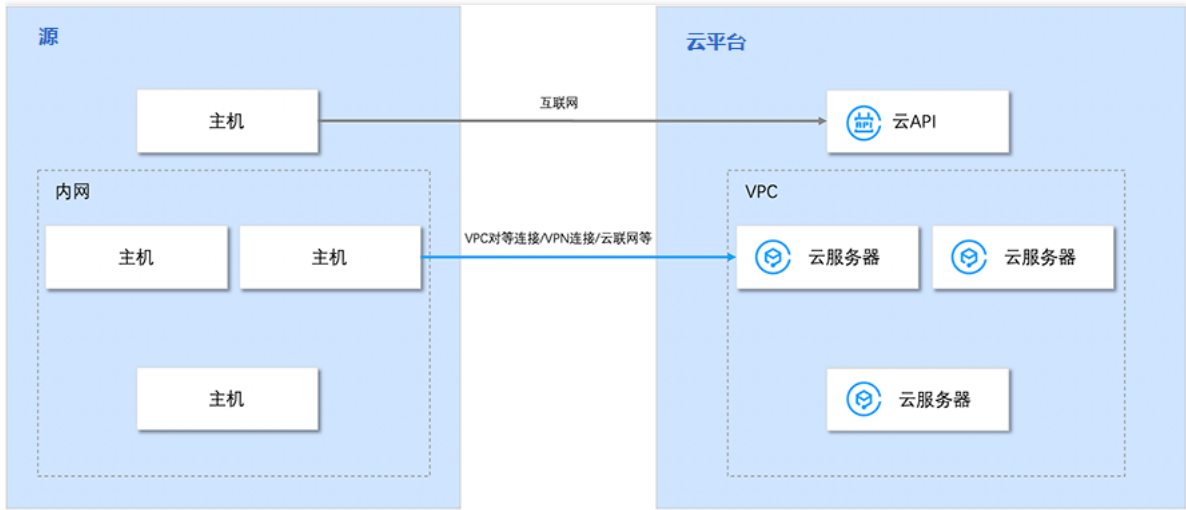 源
云平台
主机
互联网
API
云API
内网
VPC
主机
主机
VPC对等连接/VPN连接/云联网等
云服务器
云服务器
主机
云服务器